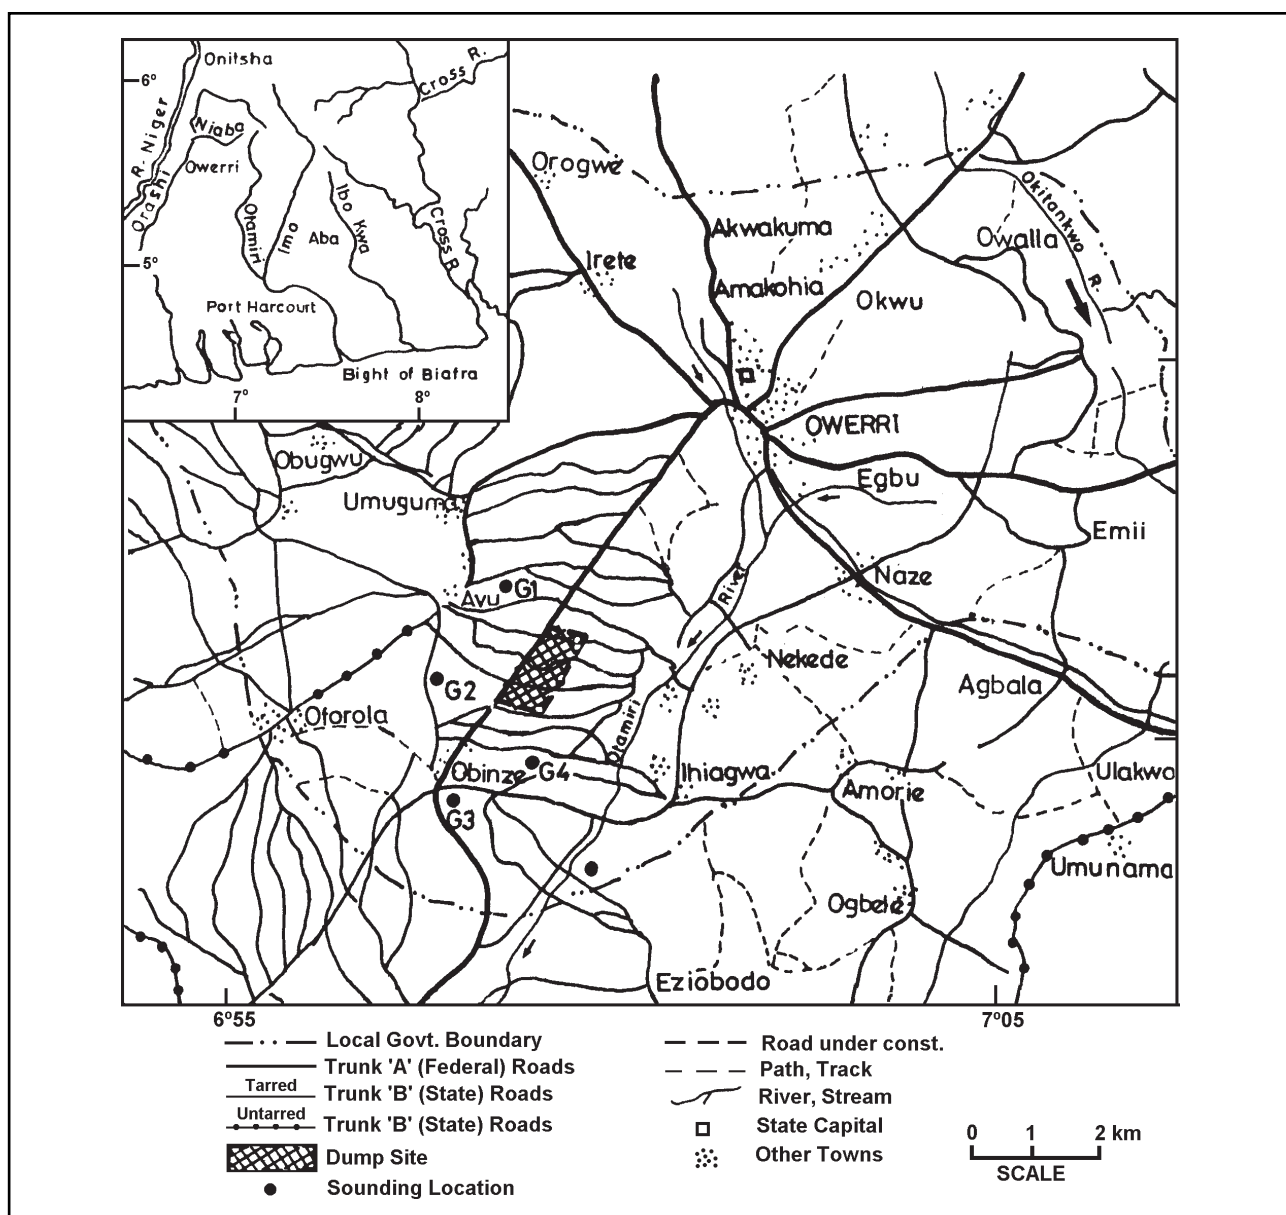 Onitsha
Cross R.
6°
R. Niger
Niaba
Orashi
Owerri
Otamiri
Imo
Ibo Kwa
Aba
Cross R.
5°
Port Harcourt
Bight of Biafra
7°
8°
Orogwe
Okitankwo R.
Akwakuma
Owalla
Irete
Amakohia
Okwu
OWERRI
Obugwu
Egbu
Umuguma
Emii
Naze
River
Avu
G1
Nekede
G2
Agbala
Oforola
Otamiri
Obinze
G4
Ihiagwa
Ulakwo
Amorie
G3
Umunama
Ogbele
Eziobodo
6°55
7°05
Local Govt. Boundary
Trunk 'A' (Federal) Roads
Tarred
Trunk 'B' (State) Roads
Untarred
Trunk 'B' (State) Roads
Dump Site
Sounding Location
Road under const.
Path, Track
River, Stream
State Capital
Other Towns
0 1 2 km
SCALE